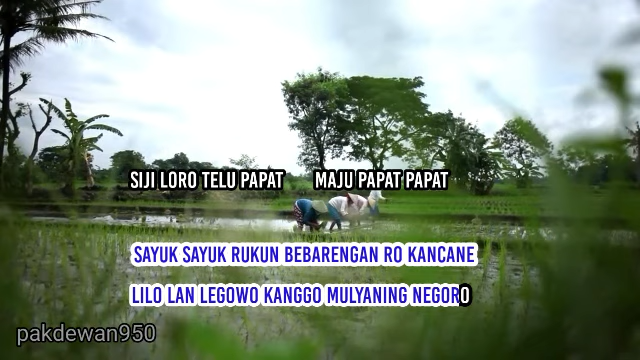 SIJI LORO TELU PAPAT MAJU PAPAT PAPAT
SAYUK SAYUK RUKUN BEBARENGAN RO KANCANE
LILO LAN LEGOWO KANGGO MULYANING NEGORO
pakdewan950